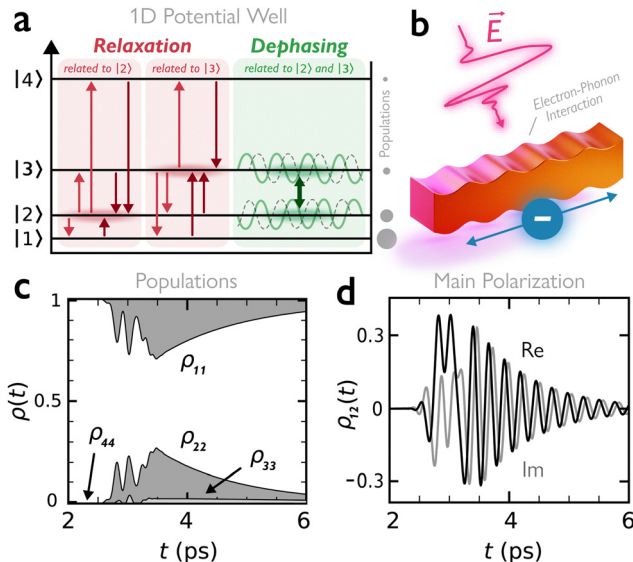 1D Potential Well
a
Relaxation
Dephasing
related to |2⟩
related to |3⟩
related to |2⟩ and |3⟩
|4⟩
|3⟩
|2⟩
|1⟩
Populations
b
E
Electron-Phonon
Interaction
−
c
Populations
1
0.5
0
ρ(t)
ρ11
ρ22
ρ33
ρ44
2
4
6
t (ps)
d
Main Polarization
0.3
0
−0.3
ρ12(t)
Re
Im
2
4
6
t (ps)